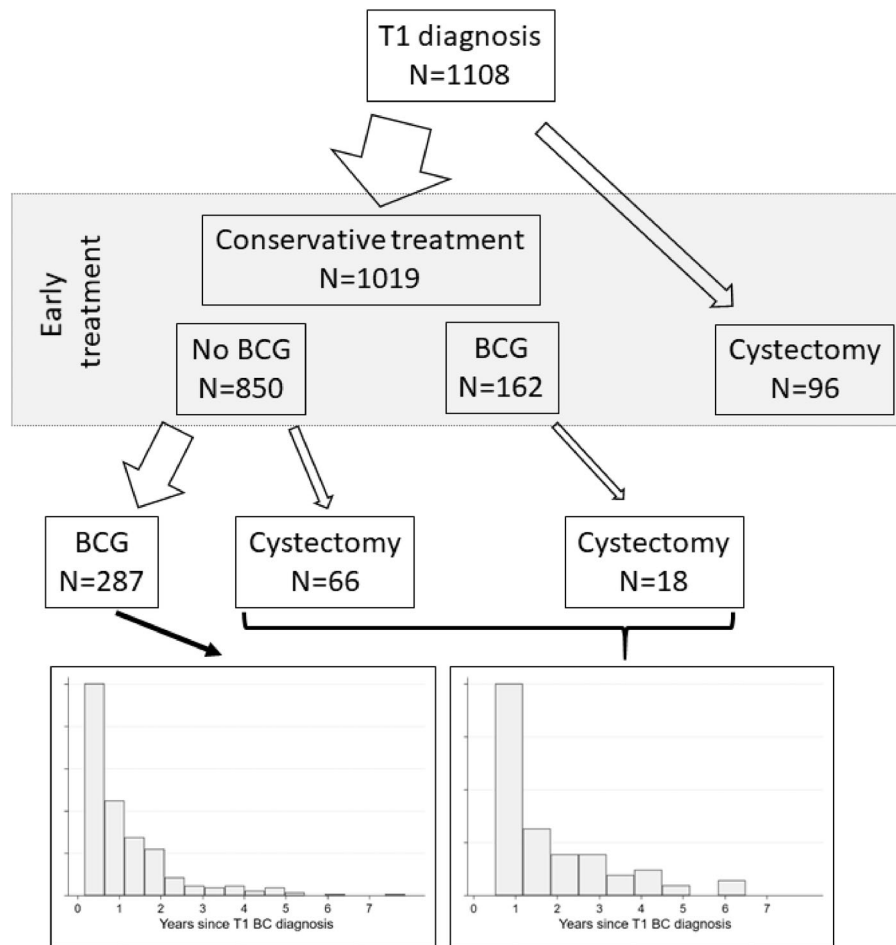 T1 diagnosis
N=1108
Early
treatment
Conservative treatment
N=1019
No BCG
N=850
BCG
N=162
Cystectomy
N=96
BCG
N=287
Cystectomy
N=66
Cystectomy
N=18
0 1 2 3 4 5 6 7
Years since T1 BC diagnosis
0 1 2 3 4 5 6 7
Years since T1 BC diagnosis